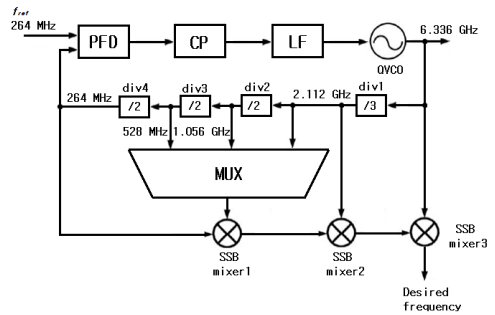 fref
264 MHz
PFD
CP
LF
QVCO
6.336 GHz
264 MHz
div4
/2
div3
/2
div2
/2
2.112 GHz
div1
/3
528 MHz
1.056 GHz
MUX
SSB
mixer1
SSB
mixer2
SSB
mixer3
Desired
frequency